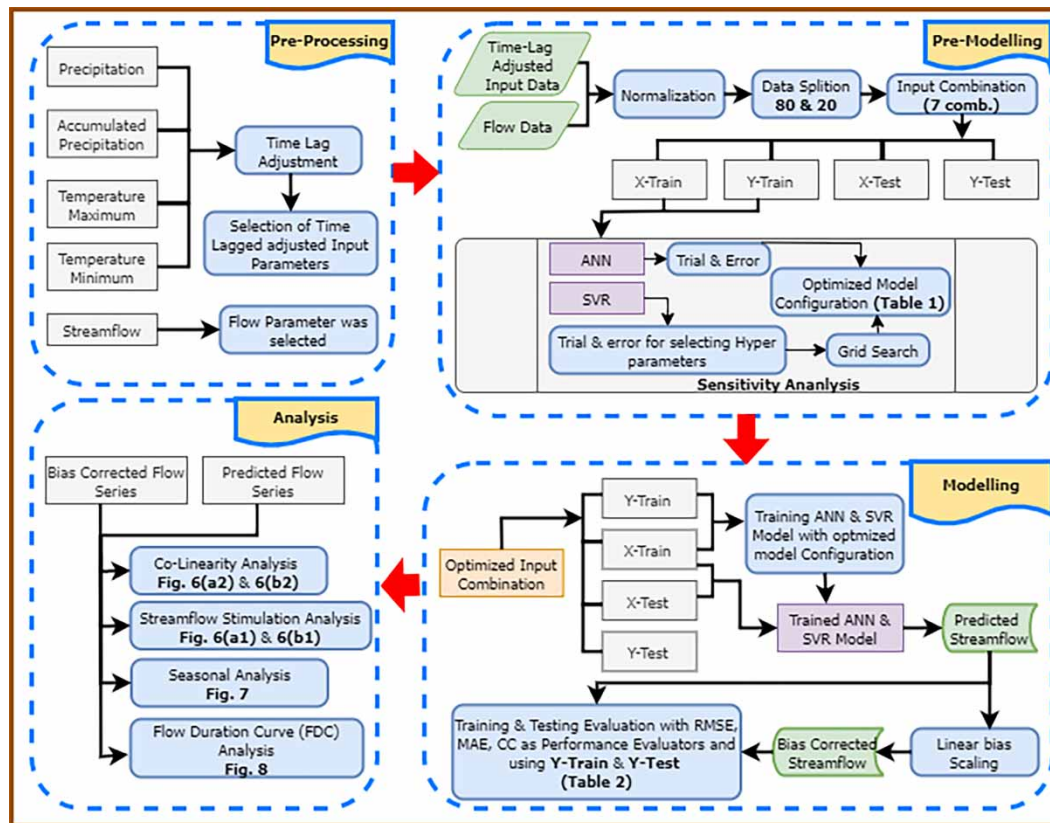 Pre-Processing
Precipitation
Accumulated
Precipitation
Temperature
Maximum
Temperature
Minimum
Streamflow
Time Lag
Adjustment
Selection of Time
Lagged adjusted Input
Parameters
Flow Parameter was
selected
Pre-Modelling
Time-Lag
Adjusted
Input Data
Flow Data
Normalization
Data Splition
80 & 20
Input Combination
(7 comb.)
X-Train
Y-Train
X-Test
Y-Test
ANN
Trial & Error
SVR
Optimized Model
Configuration (Table 1)
Trial & error for selecting Hyper
parameters
Grid Search
Sensitivity Ananlysis
Analysis
Bias Corrected Flow
Series
Predicted Flow
Series
Co-Linearity Analysis
Fig. 6(a2) & 6(b2)
Streamflow Stimulation Analysis
Fig. 6(a1) & 6(b1)
Seasonal Analysis
Fig. 7
Flow Duration Curve (FDC)
Analysis
Fig. 8
Modelling
Optimized Input
Combination
Y-Train
X-Train
X-Test
Y-Test
Training ANN & SVR
Model with optmized
model Configuration
Trained ANN &
SVR Model
Predicted
Streamflow
Training & Testing Evaluation with RMSE,
MAE, CC as Performance Evaluators and
using Y-Train & Y-Test
(Table 2)
Bias Corrected
Streamflow
Linear bias
Scaling